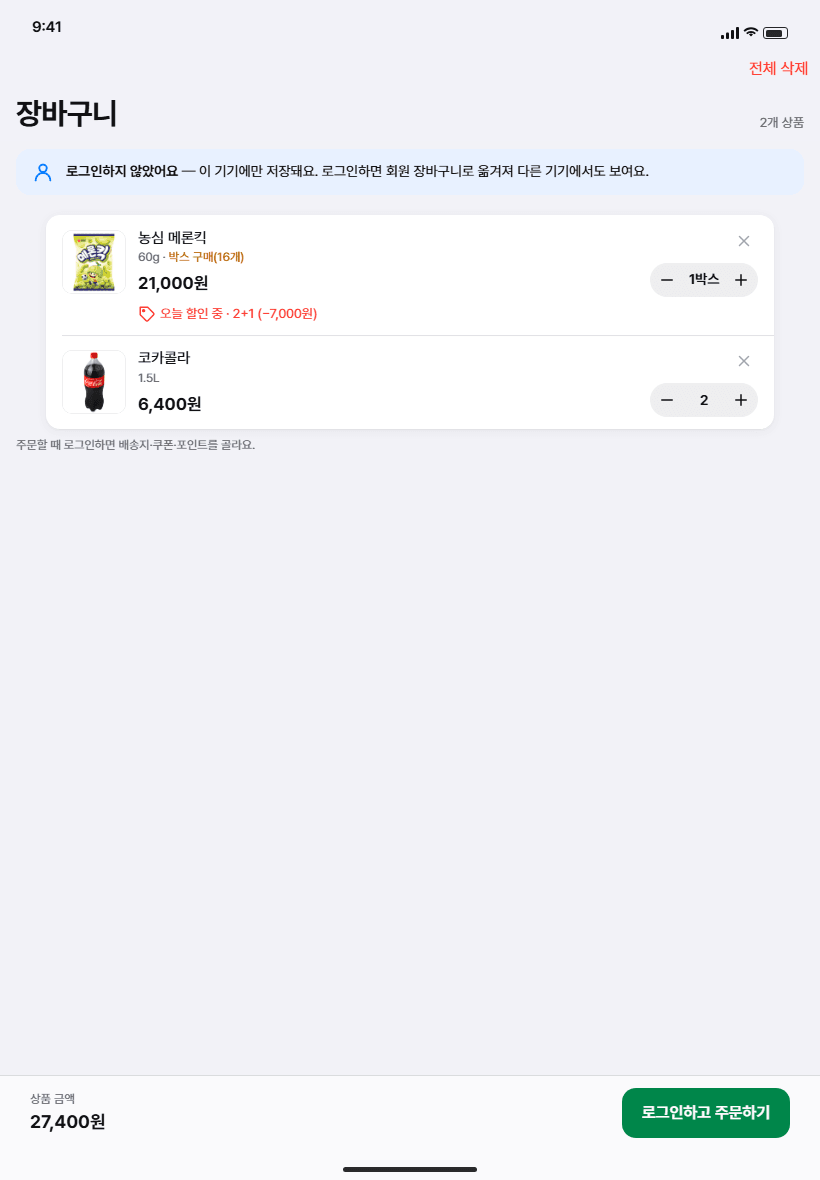 9:41
전체 삭제
장바구니
2개 상품
로그인하지 않았어요 — 이 기기에만 저장돼요. 로그인하면 회원 장바구니로 옮겨져 다른 기기에서도 보여요.
농심 메론킥
60g · 박스 구매(16개)
21,000원
1박스
오늘 할인 중 · 2+1 (−7,000원)
메론킥
코카콜라
1.5L
6,400원
2
Coca-Cola
주문할 때 로그인하면 배송지·쿠폰·포인트를 골라요.
상품 금액
27,400원
로그인하고 주문하기